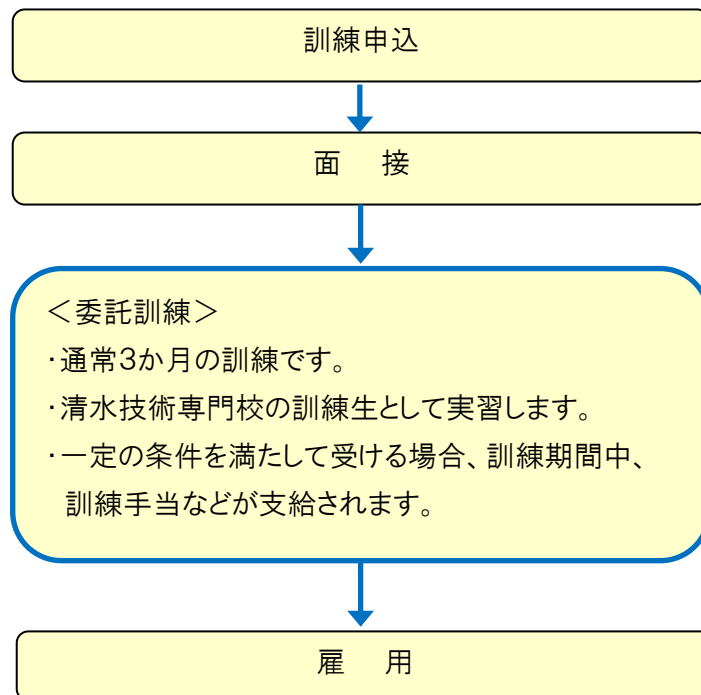 訓練申込
面　接
＜委託訓練＞
・通常3か月の訓練です。
・清水技術専門校の訓練生として実習します。
・一定の条件を満たして受ける場合、訓練期間中、
訓練手当などが支給されます。
雇　用